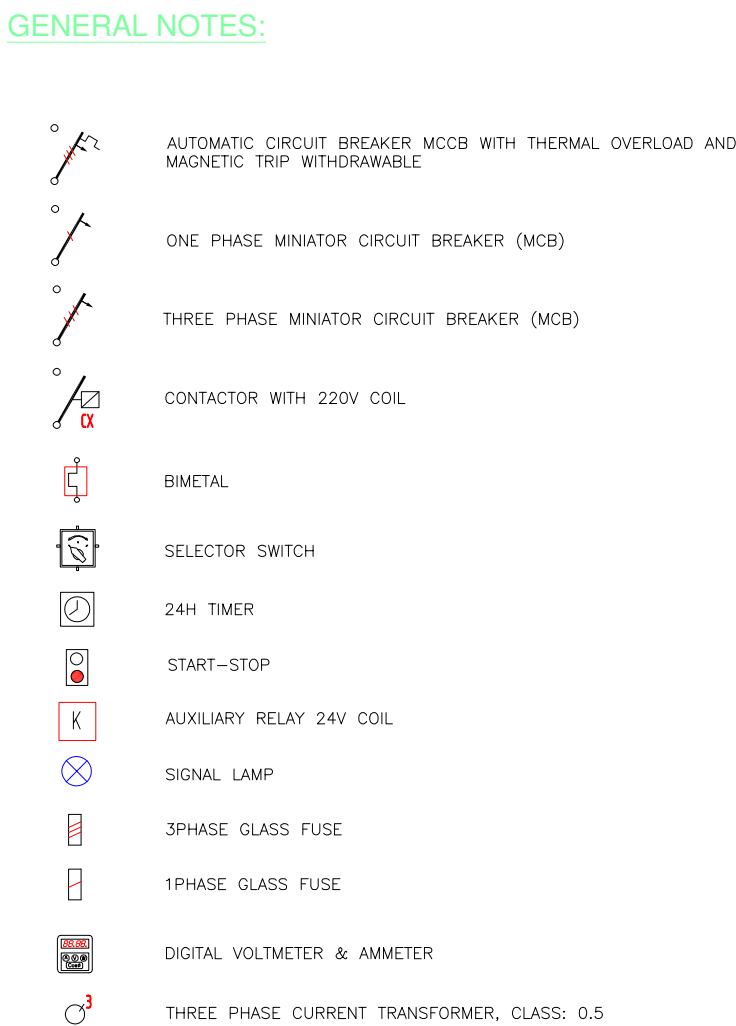 GENERAL NOTES:
AUTOMATIC CIRCUIT BREAKER MCCB WITH THERMAL OVERLOAD AND
MAGNETIC TRIP WITHDRAWABLE
ONE PHASE MINIATOR CIRCUIT BREAKER (MCB)
THREE PHASE MINIATOR CIRCUIT BREAKER (MCB)
CX
CONTACTOR WITH 220V COIL
BIMETAL
SELECTOR SWITCH
24H TIMER
START-STOP
K
AUXILIARY RELAY 24V COIL
SIGNAL LAMP
3PHASE GLASS FUSE
1PHASE GLASS FUSE
88.88.
DIGITAL VOLTMETER & AMMETER
3
THREE PHASE CURRENT TRANSFORMER, CLASS: 0.5